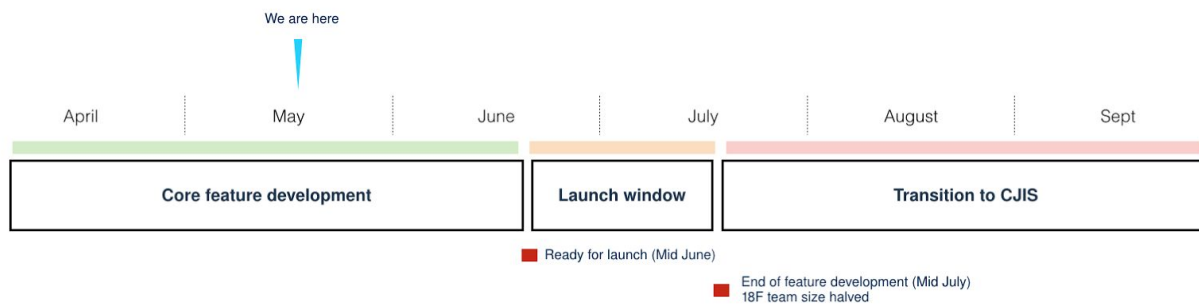 We are here
April
May
June
July
August
Sept
Core feature development
Launch window
Transition to CJIS
Ready for launch (Mid June)
End of feature development (Mid July)
18F team size halved